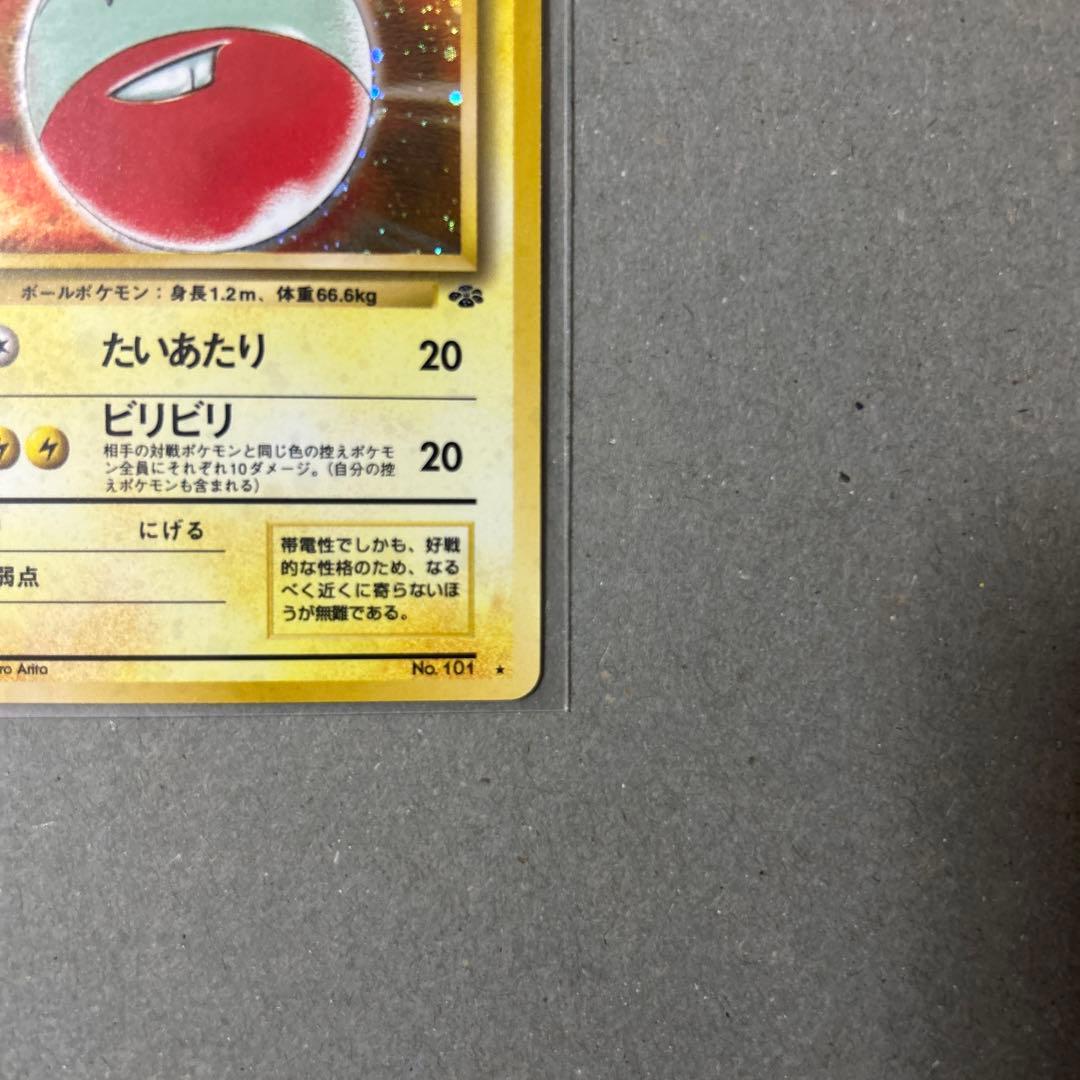 ボールポケモン：身長1.2m、体重66.6kg
たいあたり 20
ビリビリ 20
相手の対戦ポケモンと同じ色の控えポケモ
ン全員にそれぞれ10ダメージ。（自分の控
えポケモンも含まれる）
にげる
弱点
帯電性でしかも、好戦
的な性格のため、なる
べく近くに寄らないほ
うが無難である。
ro Arita No. 101 ★